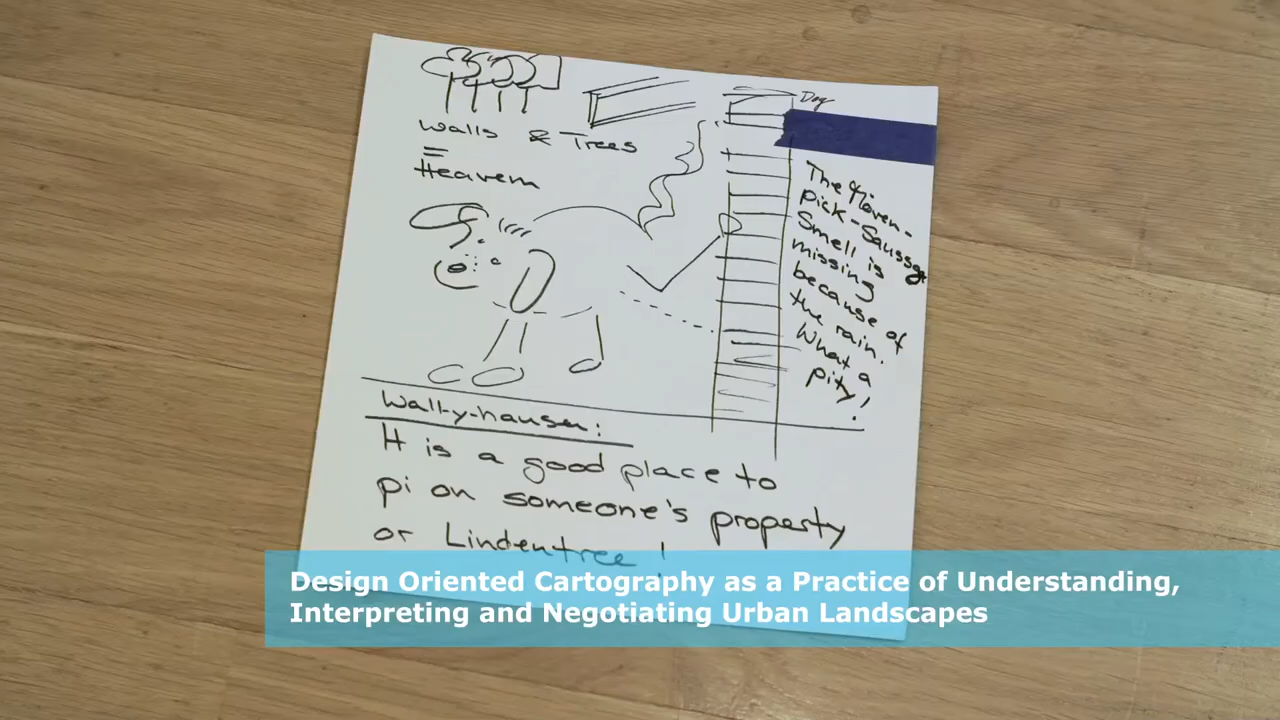 Dog
Walls & Trees
=
Heaven
The Möven-
pick-Sausage
Smell is
missing
because of
the rain.
What a
pity!
Wall-y-hausen:
It is a good place to
pi on someone's property
or Lindentree!
Design Oriented Cartography as a Practice of Understanding,
Interpreting and Negotiating Urban Landscapes